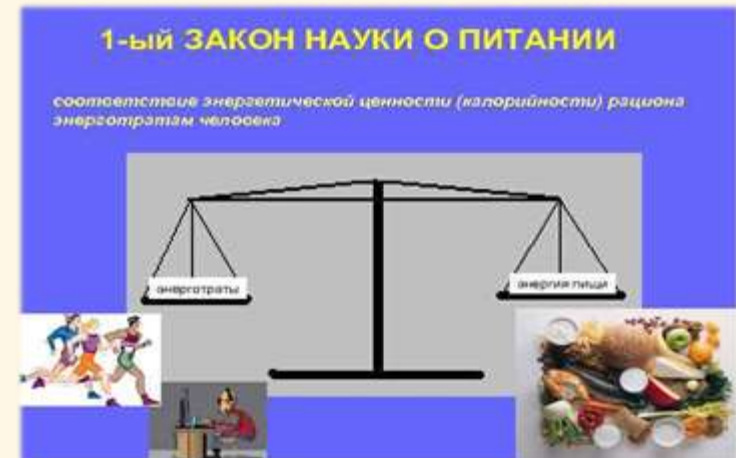 1-ый ЗАКОН НАУКИ О ПИТАНИИ
соответствие энергетической ценности (калорийности) рациона
энерготратам человека
энерготраты
энергия пищи